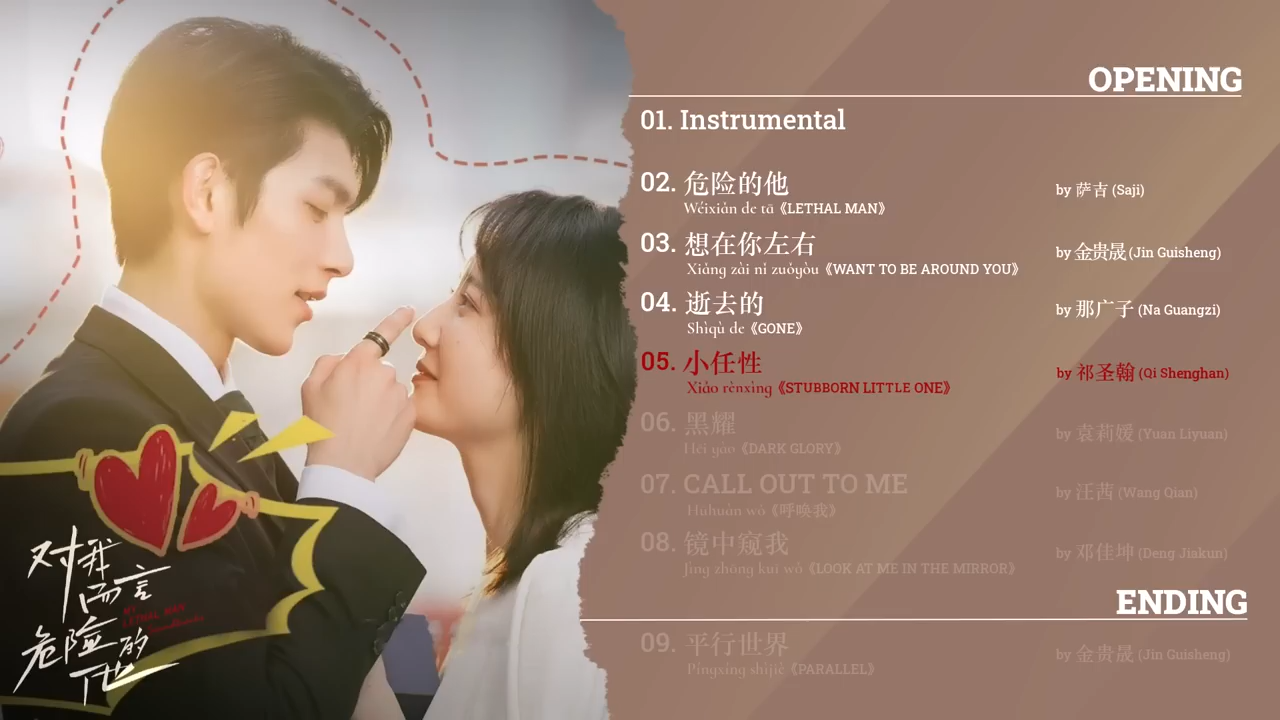 OPENING
01. Instrumental
02. 危险的他 by 萨吉 (Saji)
Wéixiǎn de tā《LETHAL MAN》
03. 想在你左右 by 金贵晟 (Jin Guisheng)
Xiǎng zài nǐ zuǒyòu《WANT TO BE AROUND YOU》
04. 逝去的 by 那广子 (Na Guangzi)
Shìqù de《GONE》
05. 小任性 by 祁圣翰 (Qi Shenghan)
Xiǎo rènxìng《STUBBORN LITTLE ONE》
06. 黑耀 by 袁莉媛 (Yuan Liyuan)
Hēi yào《DARK GLORY》
07. CALL OUT TO ME by 汪茜 (Wang Qian)
Hūhuàn wǒ《呼唤我》
08. 镜中窥我 by 邓佳坤 (Deng Jiakun)
Jìng zhōng kuī wǒ《LOOK AT ME IN THE MIRROR》
ENDING
09. 平行世界 by 金贵晟 (Jin Guisheng)
Píngxíng shìjiè《PARALLEL》
对我
而言
危险的
他
MY
LETHAL MAN